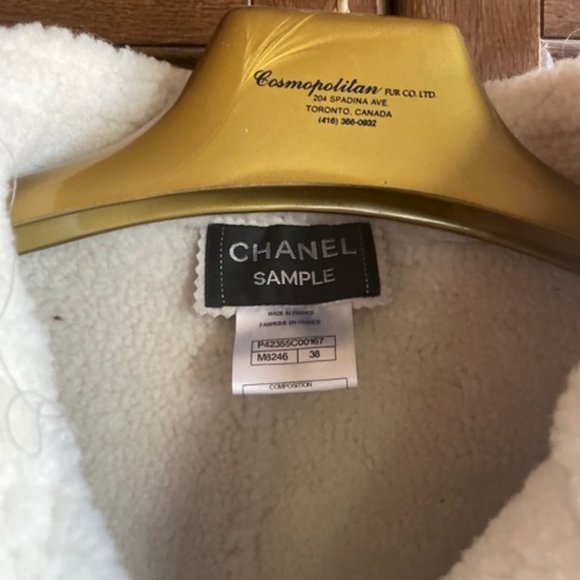 Cosmopolitan FUR CO. LTD.
204 SPADINA AVE.
TORONTO, CANADA
(416) 366-0932
CHANEL
SAMPLE
MADE IN FRANCE
FABRIQUE EN FRANCE
P42355C00167
M8246 38
COMPOSITION